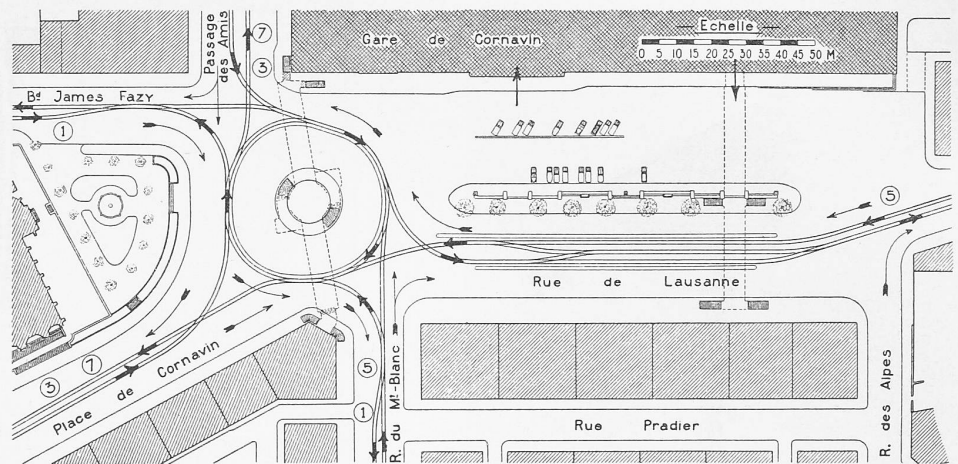 Passage
des Amis
7
3
Gare de Cornavin
Echelle
0 5 10 15 20 25 30 35 40 45 50 M.
Bd James Fazy
1
5
Rue de Lausanne
3
7
Place de Cornavin
5
1
R. du Mt-Blanc
Rue Pradier
R. des Alpes